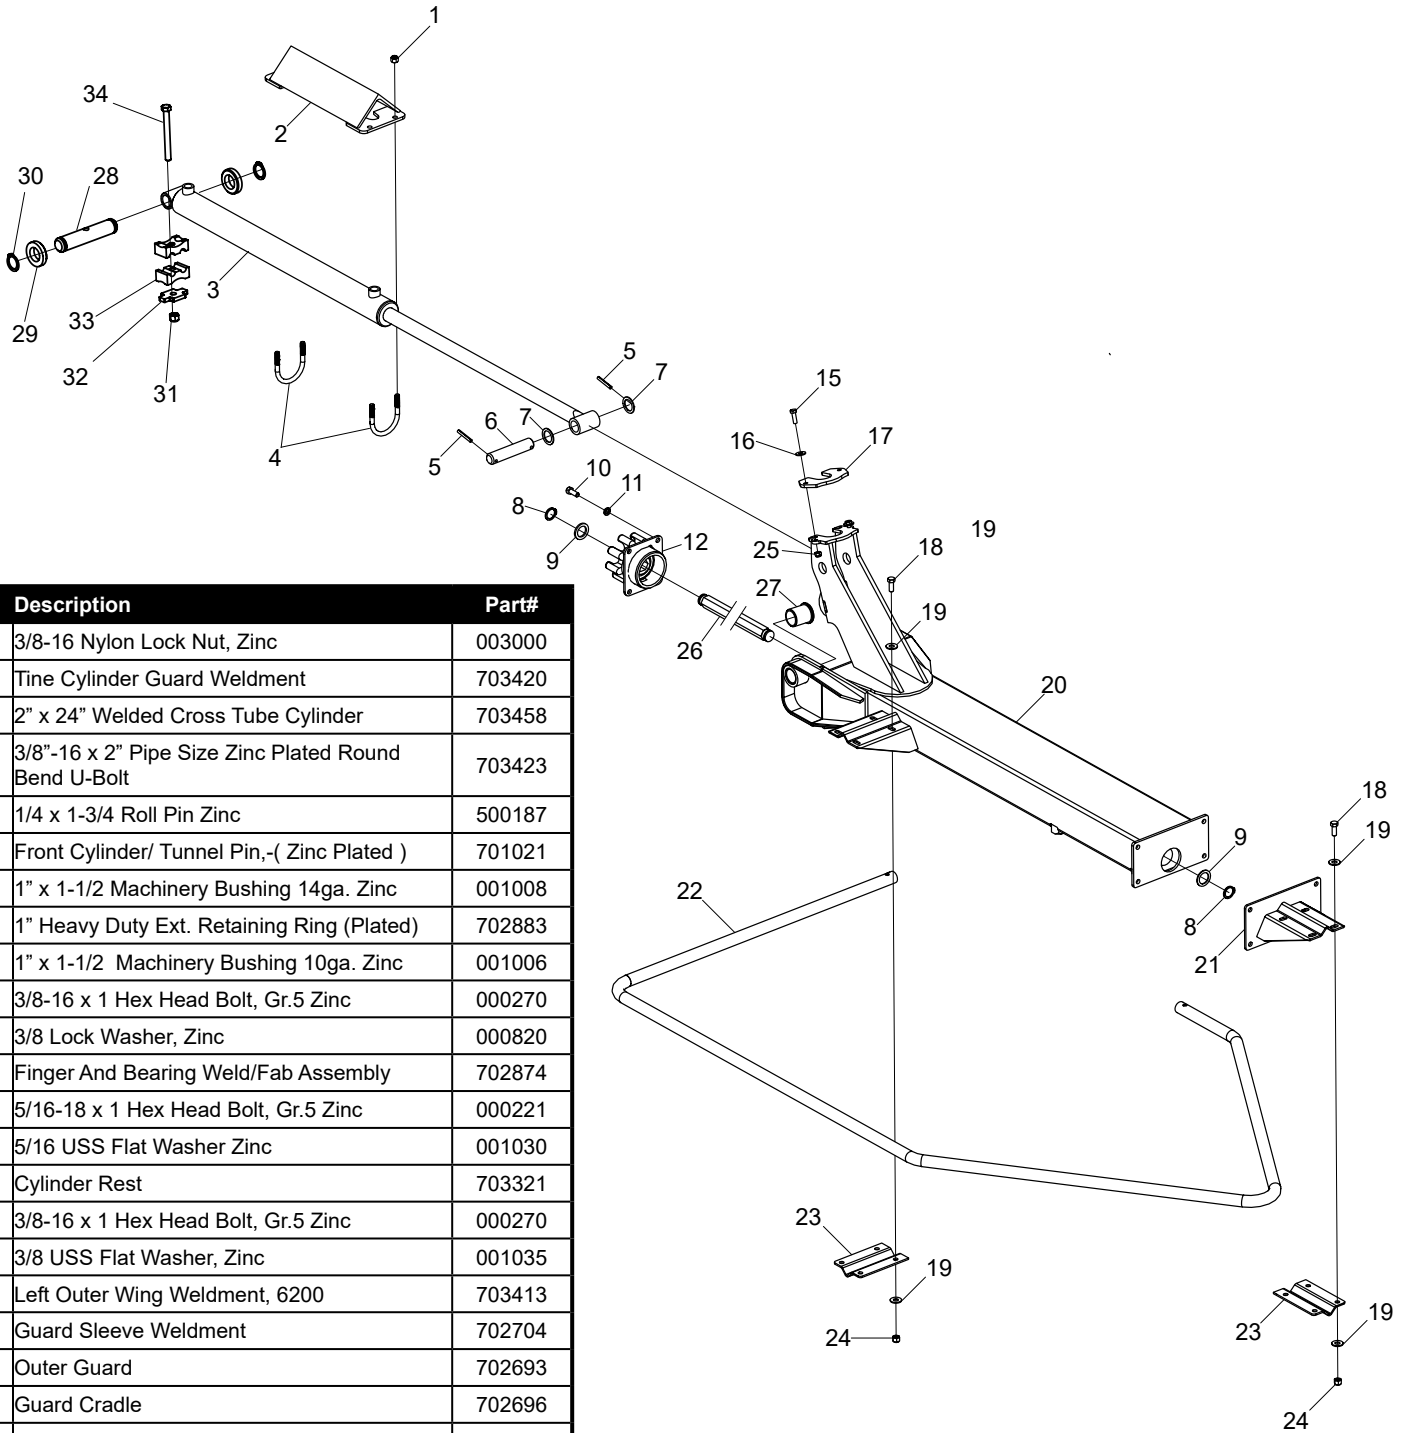 1
34
2
30
28
3
33
29
32
31
4
5
7
6
7
5
15
16
17
10
11
8
9
12
25
18
19
27
19
26
20
18
19
9
8
21
22
23
19
24
23
19
24
Description Part#
3/8-16 Nylon Lock Nut, Zinc 003000
Tine Cylinder Guard Weldment 703420
2” x 24” Welded Cross Tube Cylinder 703458
3/8”-16 x 2” Pipe Size Zinc Plated Round
Bend U-Bolt 703423
1/4 x 1-3/4 Roll Pin Zinc 500187
Front Cylinder/ Tunnel Pin,-( Zinc Plated ) 701021
1” x 1-1/2 Machinery Bushing 14ga. Zinc 001008
1” Heavy Duty Ext. Retaining Ring (Plated) 702883
1” x 1-1/2 Machinery Bushing 10ga. Zinc 001006
3/8-16 x 1 Hex Head Bolt, Gr.5 Zinc 000270
3/8 Lock Washer, Zinc 000820
Finger And Bearing Weld/Fab Assembly 702874
5/16-18 x 1 Hex Head Bolt, Gr.5 Zinc 000221
5/16 USS Flat Washer Zinc 001030
Cylinder Rest 703321
3/8-16 x 1 Hex Head Bolt, Gr.5 Zinc 000270
3/8 USS Flat Washer, Zinc 001035
Left Outer Wing Weldment, 6200 703413
Guard Sleeve Weldment 702704
Outer Guard 702693
Guard Cradle 702696